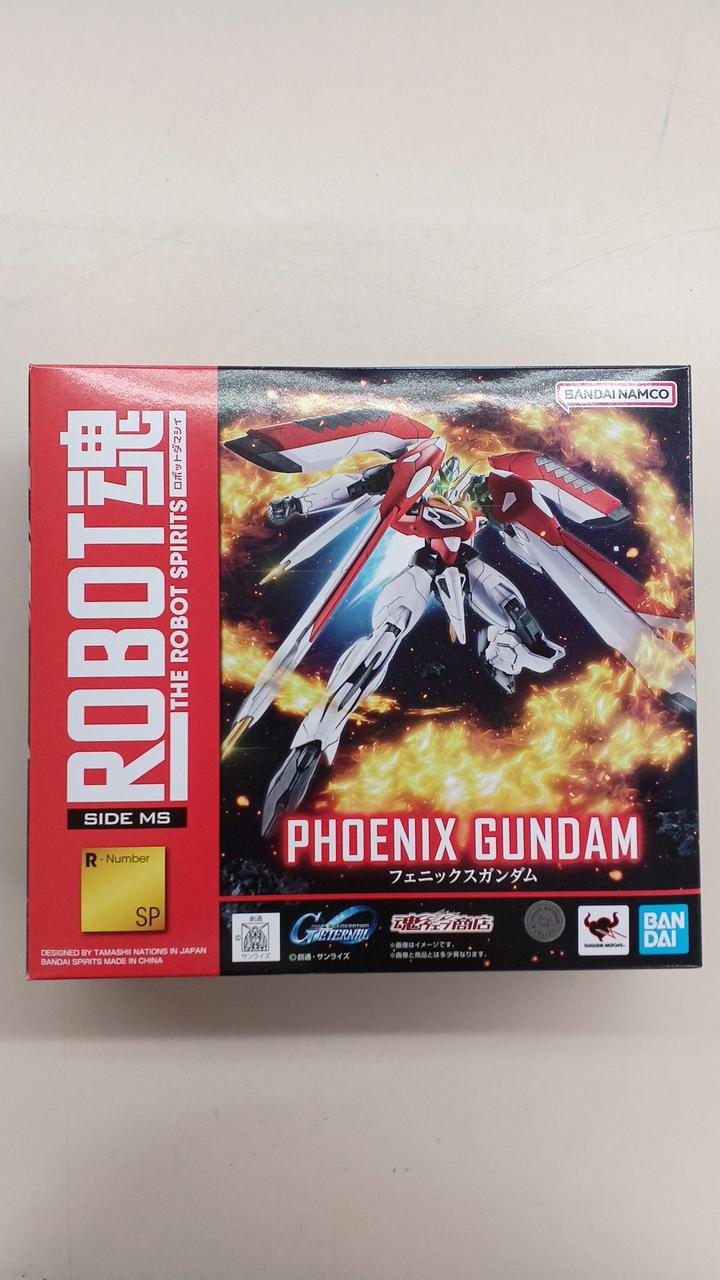 BANDAI NAMCO
ROBOT魂
ロボットダマシイ
THE ROBOT SPIRITS
SIDE MS
R - Number
SP
DESIGNED BY TAMASHII NATIONS IN JAPAN
BANDAI SPIRITS MADE IN CHINA
PHOENIX GUNDAM
フェニックスガンダム
創通
©
サンライズ
GENERATION
G ETERNAL
©創通・サンライズ
魂ウェブ商店
※画像はイメージです。
※画像と商品とは多少異なります。
TAMASHII NATIONS
BAN
DAI